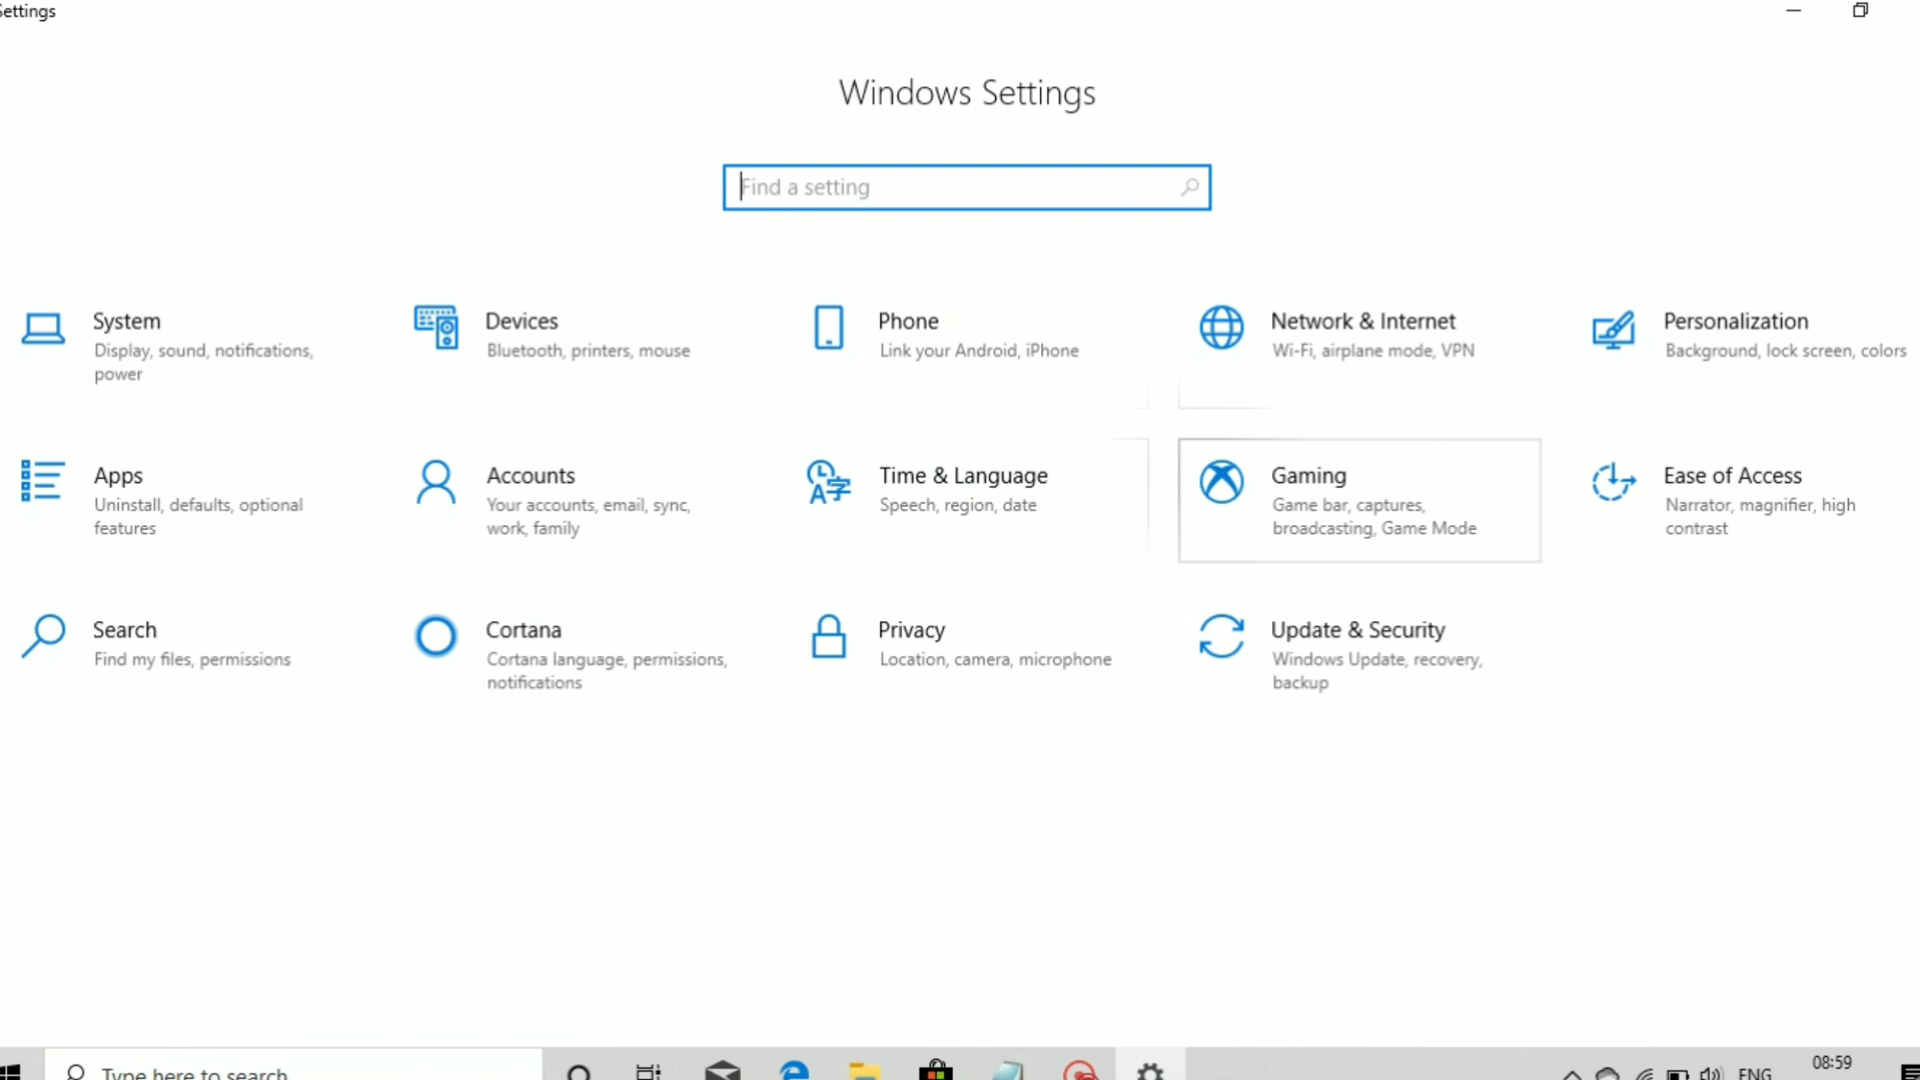 Settings
Windows Settings
Find a setting
System
Display, sound, notifications,
power
Devices
Bluetooth, printers, mouse
Phone
Link your Android, iPhone
Network & Internet
Wi-Fi, airplane mode, VPN
Personalization
Background, lock screen, colors
Apps
Uninstall, defaults, optional
features
Accounts
Your accounts, email, sync,
work, family
Time & Language
Speech, region, date
Gaming
Game bar, captures,
broadcasting, Game Mode
Ease of Access
Narrator, magnifier, high
contrast
Search
Find my files, permissions
Cortana
Cortana language, permissions,
notifications
Privacy
Location, camera, microphone
Update & Security
Windows Update, recovery,
backup
Type here to search
ENG
08:59